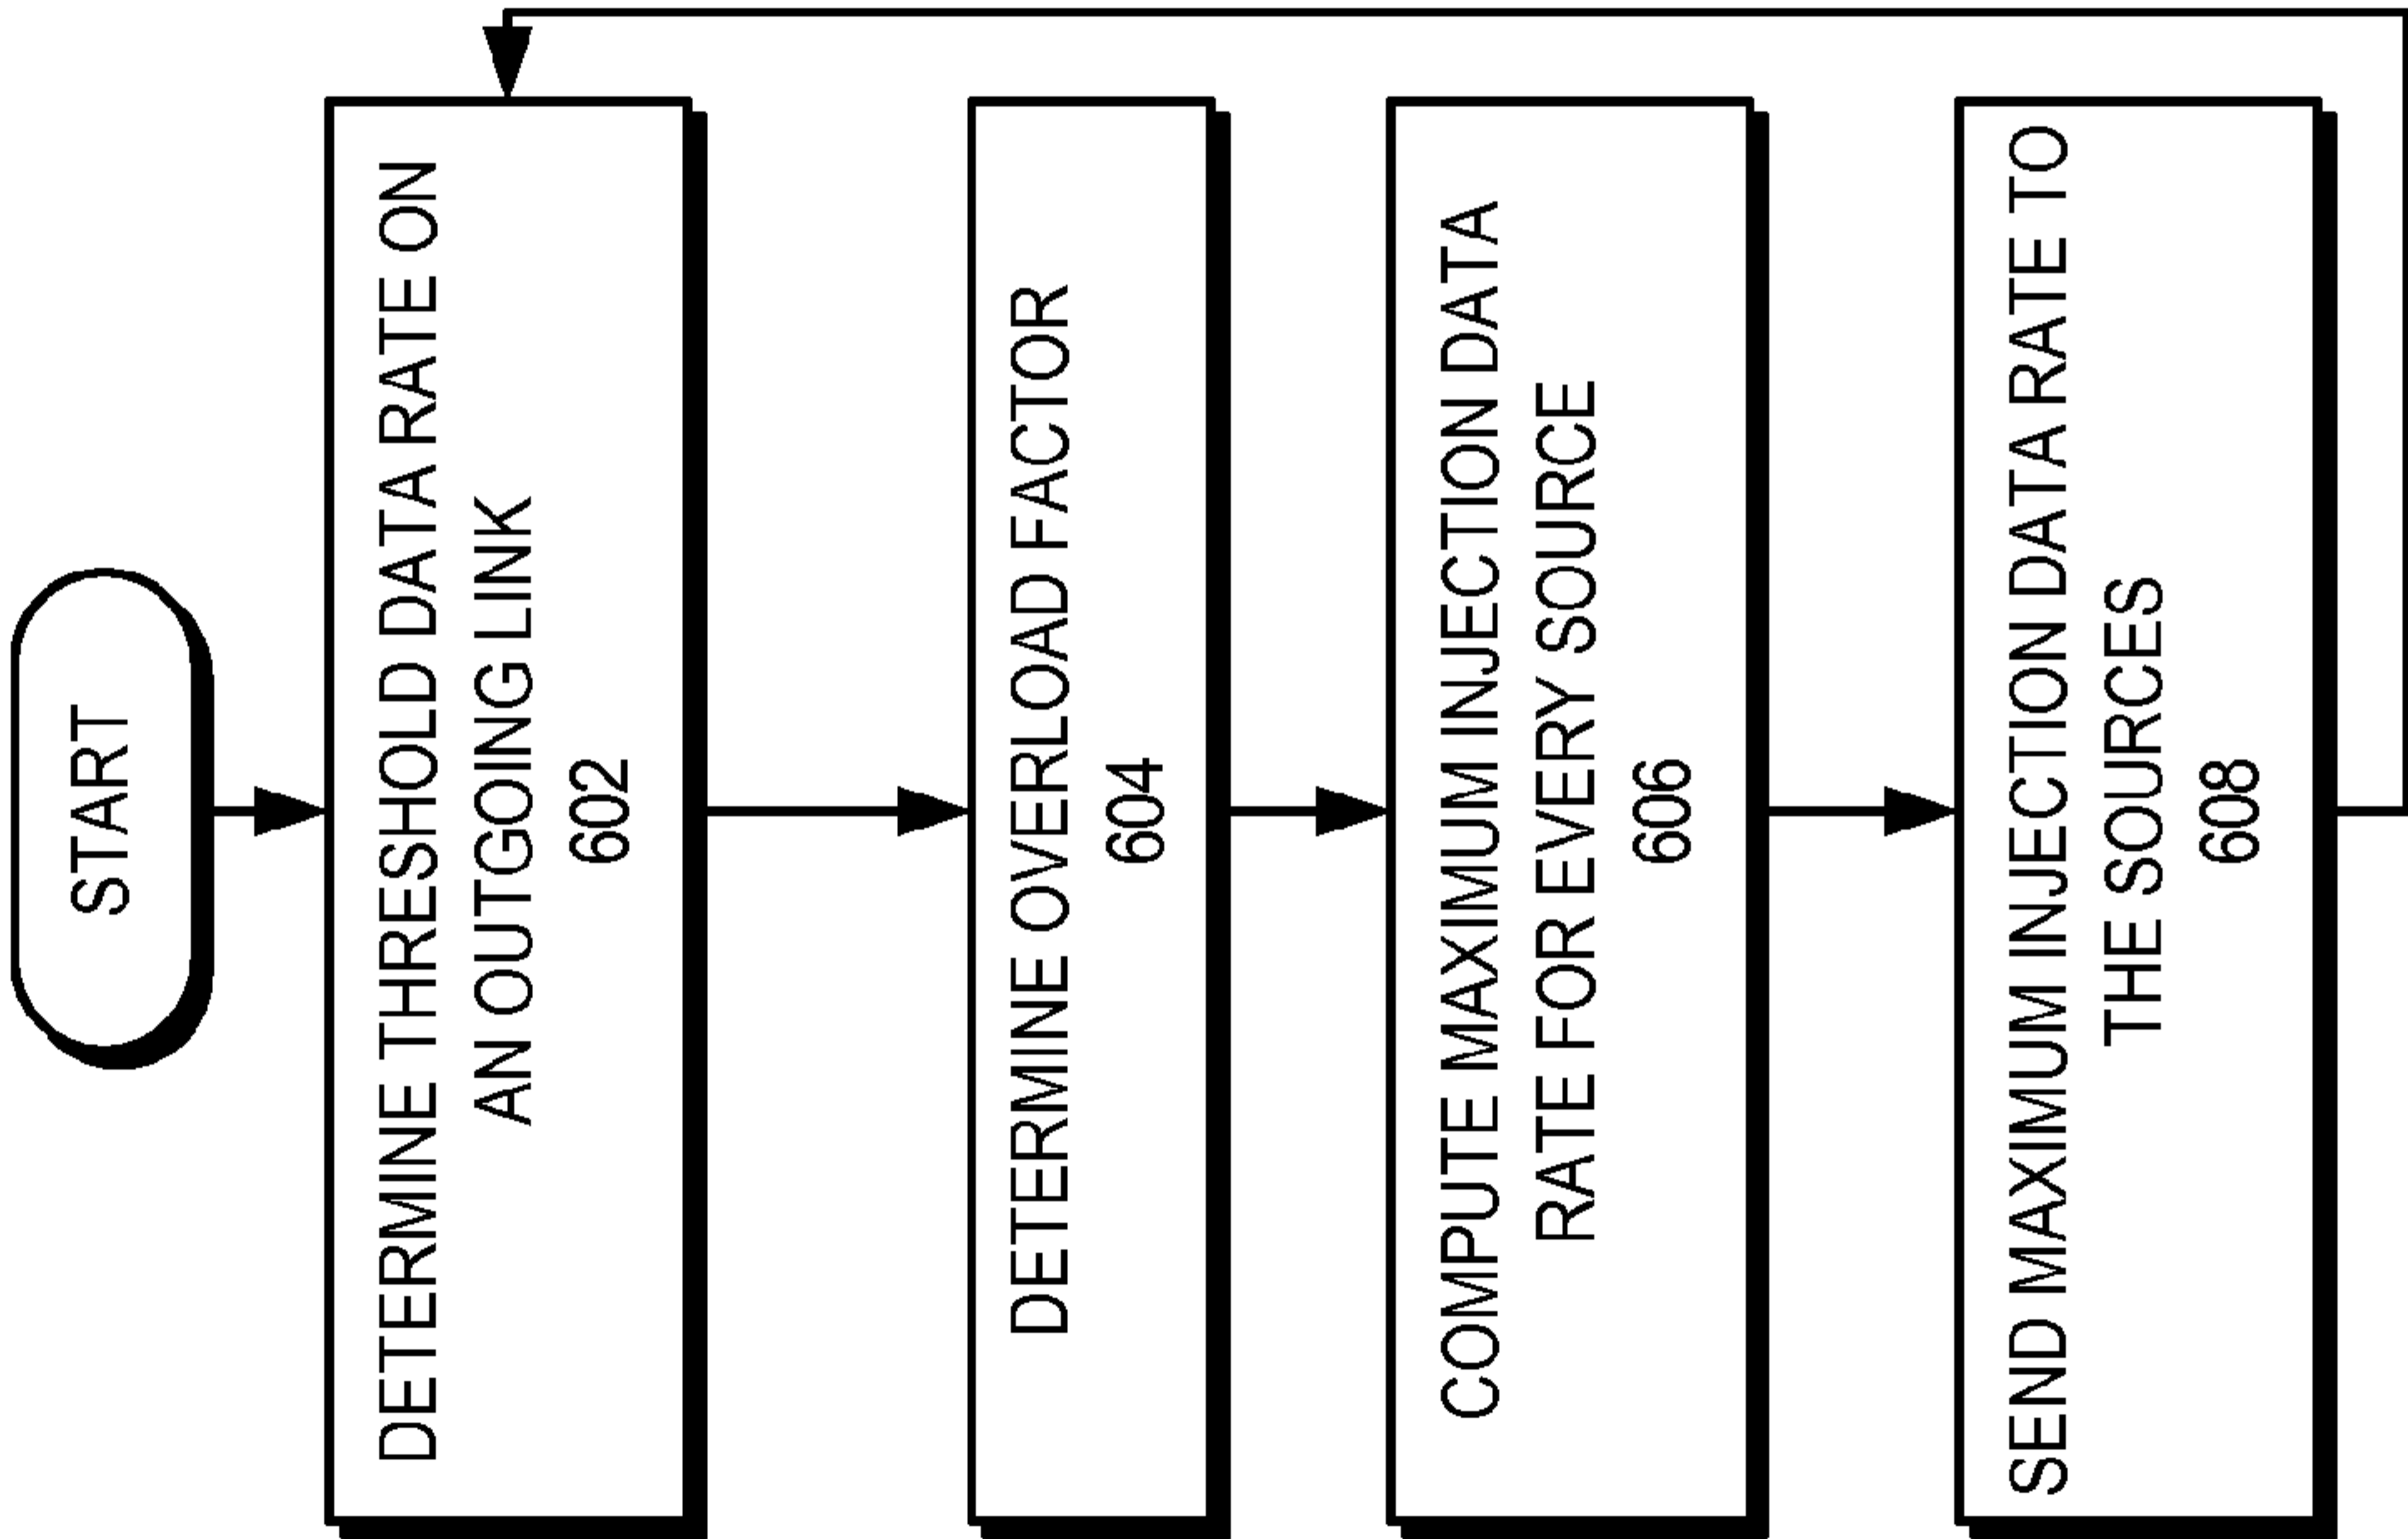 START
DETERMINE THRESHOLD DATA RATE ON
AN OUTGOING LINK
602
DETERMINE OVERLOAD FACTOR
604
COMPUTE MAXIMUM INJECTION DATA
RATE FOR EVERY SOURCE
606
SEND MAXIMUM INJECTION DATA RATE TO
THE SOURCES
608